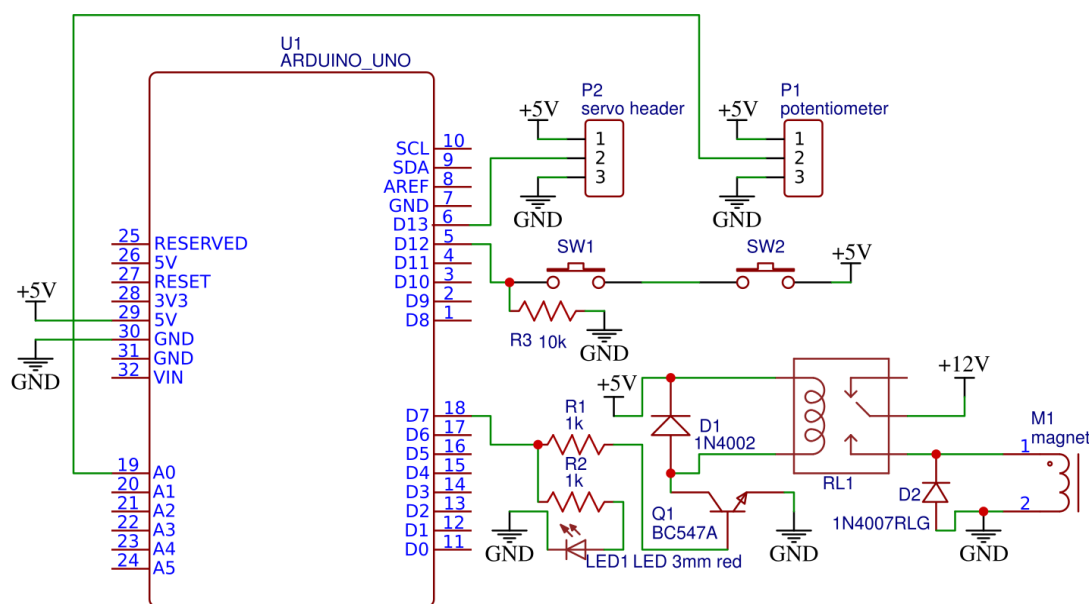 U1
ARDUINO_UNO
P2
servo header
P1
potentiometer
+5V
1
2
3
GND
+5V
1
2
3
GND
SCL 10
SDA 9
AREF 8
GND 7
D13 6
D12 5
D11 4
D10 3
D9 2
D8 1
25 RESERVED
26 5V
27 RESET
28 3V3
29 5V
30 GND
31 GND
32 VIN
+5V
GND
SW1
SW2
+5V
R3 10k
GND
D7 18
D6 17
D5 16
D4 15
D3 14
D2 13
D1 12
D0 11
19 A0
20 A1
21 A2
22 A3
23 A4
24 A5
R1
1k
R2
1k
GND
LED1 LED 3mm red
+5V
D1
1N4002
Q1
BC547A
GND
RL1
+12V
D2
1N4007RLG
M1
magnet
1
2
GND